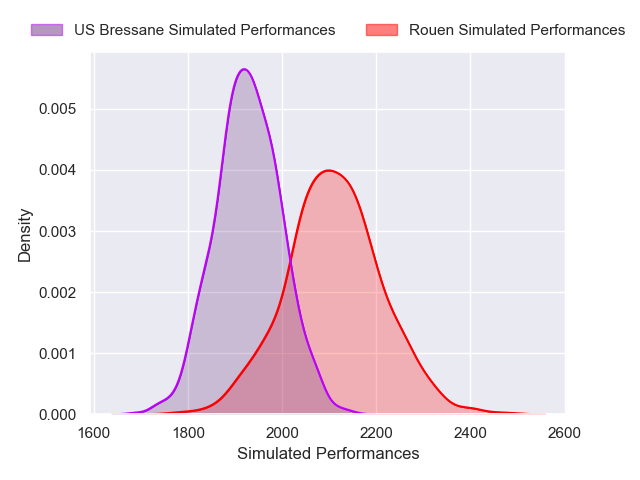 US Bressane Simulated Performances Rouen Simulated Performances
0.005
0.004
0.003
0.002
0.001
0.000
Density
1600 1800 2000 2200 2400 2600
Simulated Performances